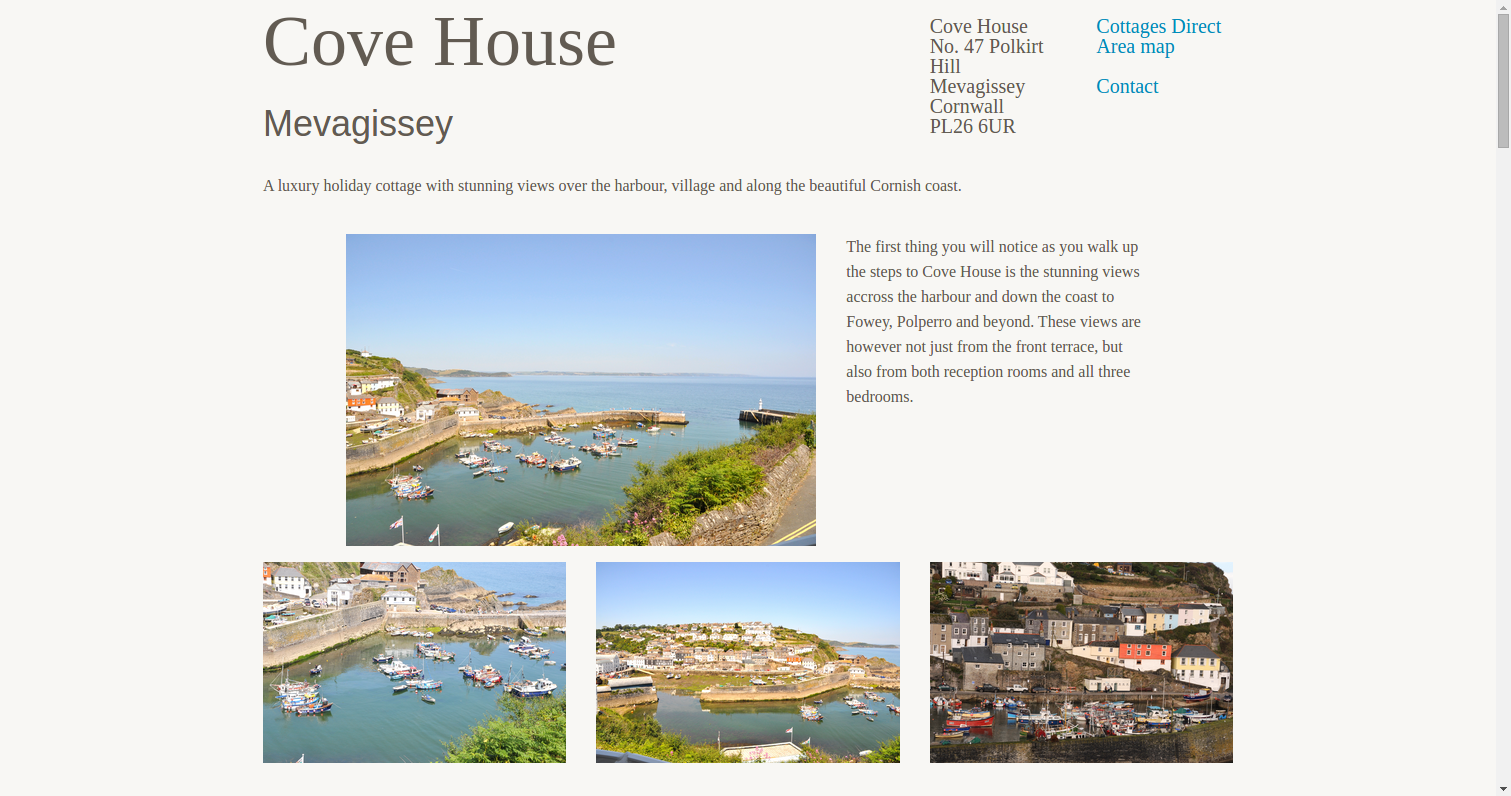 Cove House
Mevagissey
Cove House
No. 47 Polkirt
Hill
Mevagissey
Cornwall
PL26 6UR
Cottages Direct
Area map
Contact
A luxury holiday cottage with stunning views over the harbour, village and along the beautiful Cornish coast.
The first thing you will notice as you walk up
the steps to Cove House is the stunning views
accross the harbour and down the coast to
Fowey, Polperro and beyond. These views are
however not just from the front terrace, but
also from both reception rooms and all three
bedrooms.